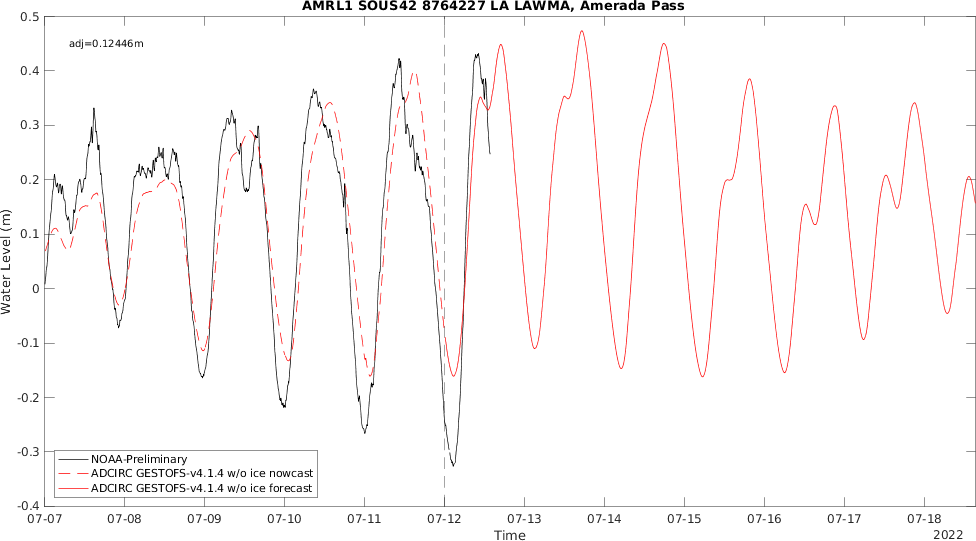 AMRL1 SOUS42 8764227 LA LAWMA, Amerada Pass
adj=0.12446m
0.5
0.4
0.3
0.2
0.1
0
-0.1
-0.2
-0.3
-0.4
Water Level (m)
NOAA-Preliminary
ADCIRC GESTOFS-v4.1.4 w/o ice nowcast
ADCIRC GESTOFS-v4.1.4 w/o ice forecast
07-07 07-08 07-09 07-10 07-11 07-12 07-13 07-14 07-15 07-16 07-17 07-18
Time
2022